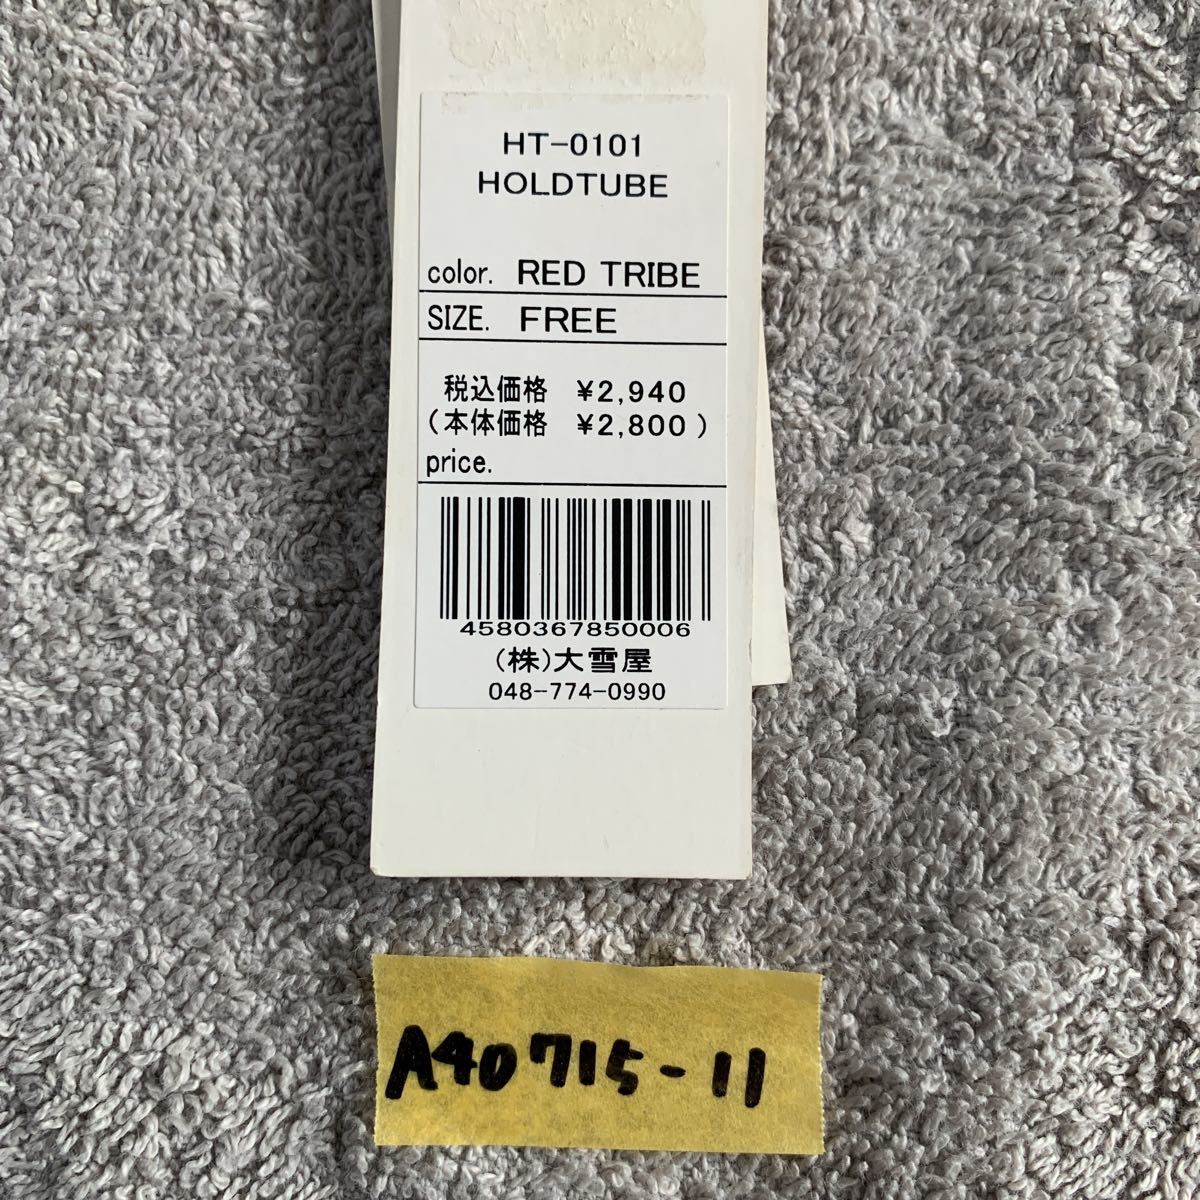 HT-0101
HOLDTUBE
color. RED TRIBE
SIZE. FREE
税込価格 ¥2,940
(本体価格 ¥2,800)
price.
4580367850006
(株)大雪屋
048-774-0990
A40715-11